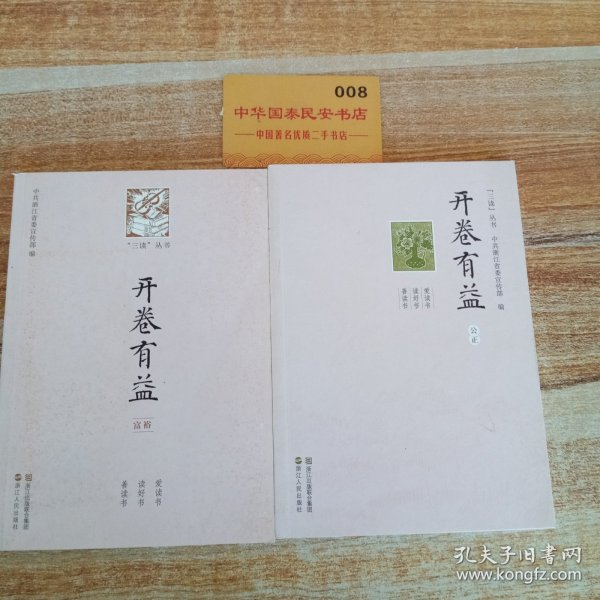 008
中华国泰民安书店
中国著名优质二手书店
中共浙江省委宣传部 编
“三读”丛书
开卷有益
富裕
爱读书
读好书
善读书
浙江出版联合集团
浙江人民出版社
“三读”丛书
中共浙江省委宣传部 编
开卷有益
公正
爱读书
读好书
善读书
浙江出版联合集团
浙江人民出版社
孔夫子旧书网
www.kongfz.com